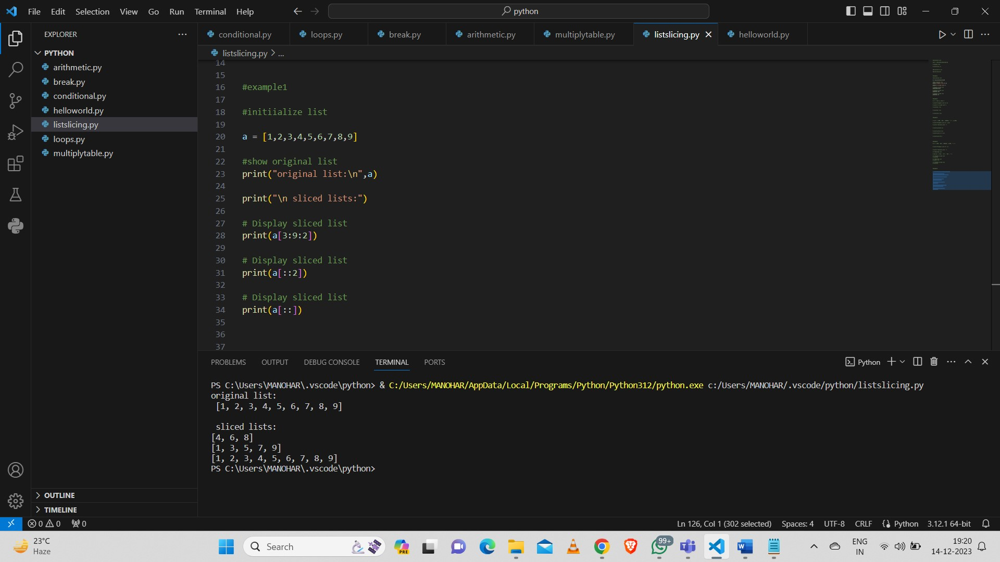 File Edit Selection View Go Run Terminal Help
python
EXPLORER
PYTHON
arithmetic.py
break.py
conditional.py
helloworld.py
listslicing.py
loops.py
multiplytable.py
OUTLINE
TIMELINE
conditional.py loops.py break.py arithmetic.py multiplytable.py listslicing.py helloworld.py
listslicing.py > ...
14
15
16 #example1
17
18 #initiialize list
19
20 a = [1,2,3,4,5,6,7,8,9]
21
22 #show original list
23 print("original list:\n",a)
24
25 print("\n sliced lists:")
26
27 # Display sliced list
28 print(a[3:9:2])
29
30 # Display sliced list
31 print(a[::2])
32
33 # Display sliced list
34 print(a[::])
35
36
37
PROBLEMS OUTPUT DEBUG CONSOLE TERMINAL PORTS
Python
PS C:\Users\MANOHAR\.vscode\python> & C:/Users/MANOHAR/AppData/Local/Programs/Python/Python312/python.exe c:/Users/MANOHAR/.vscode/python/listslicing.py
original list:
[1, 2, 3, 4, 5, 6, 7, 8, 9]
sliced lists:
[4, 6, 8]
[1, 3, 5, 7, 9]
[1, 2, 3, 4, 5, 6, 7, 8, 9]
PS C:\Users\MANOHAR\.vscode\python>
0 0 0
Ln 126, Col 1 (302 selected) Spaces: 4 UTF-8 CRLF Python 3.12.1 64-bit
23°C
Haze
Search
PRE
99+
ENG
IN
19:20
14-12-2023